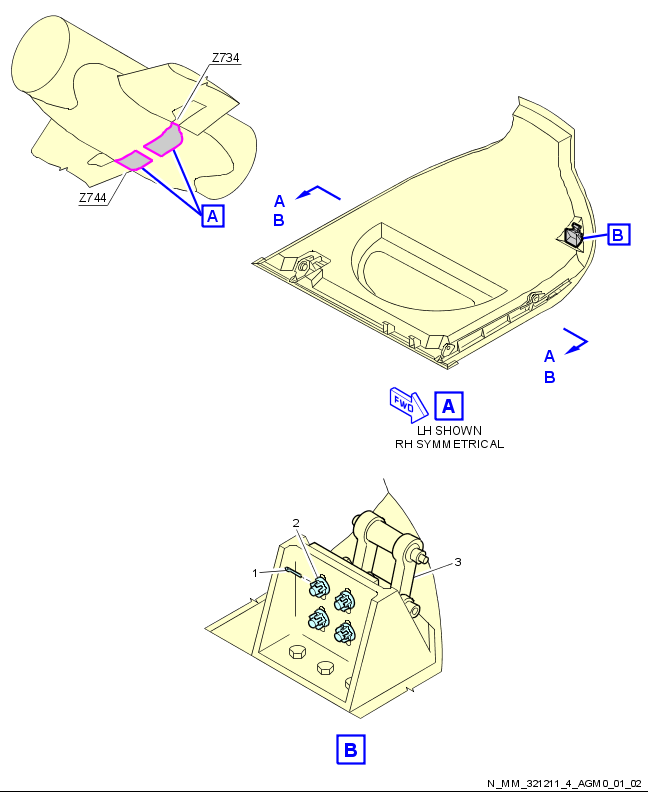 Z734
Z744
A
A
B
B
A
B
FWD
A
LH SHOWN
RH SYMMETRICAL
2
1
3
B
N_MM_321211_4_AGM0_01_02